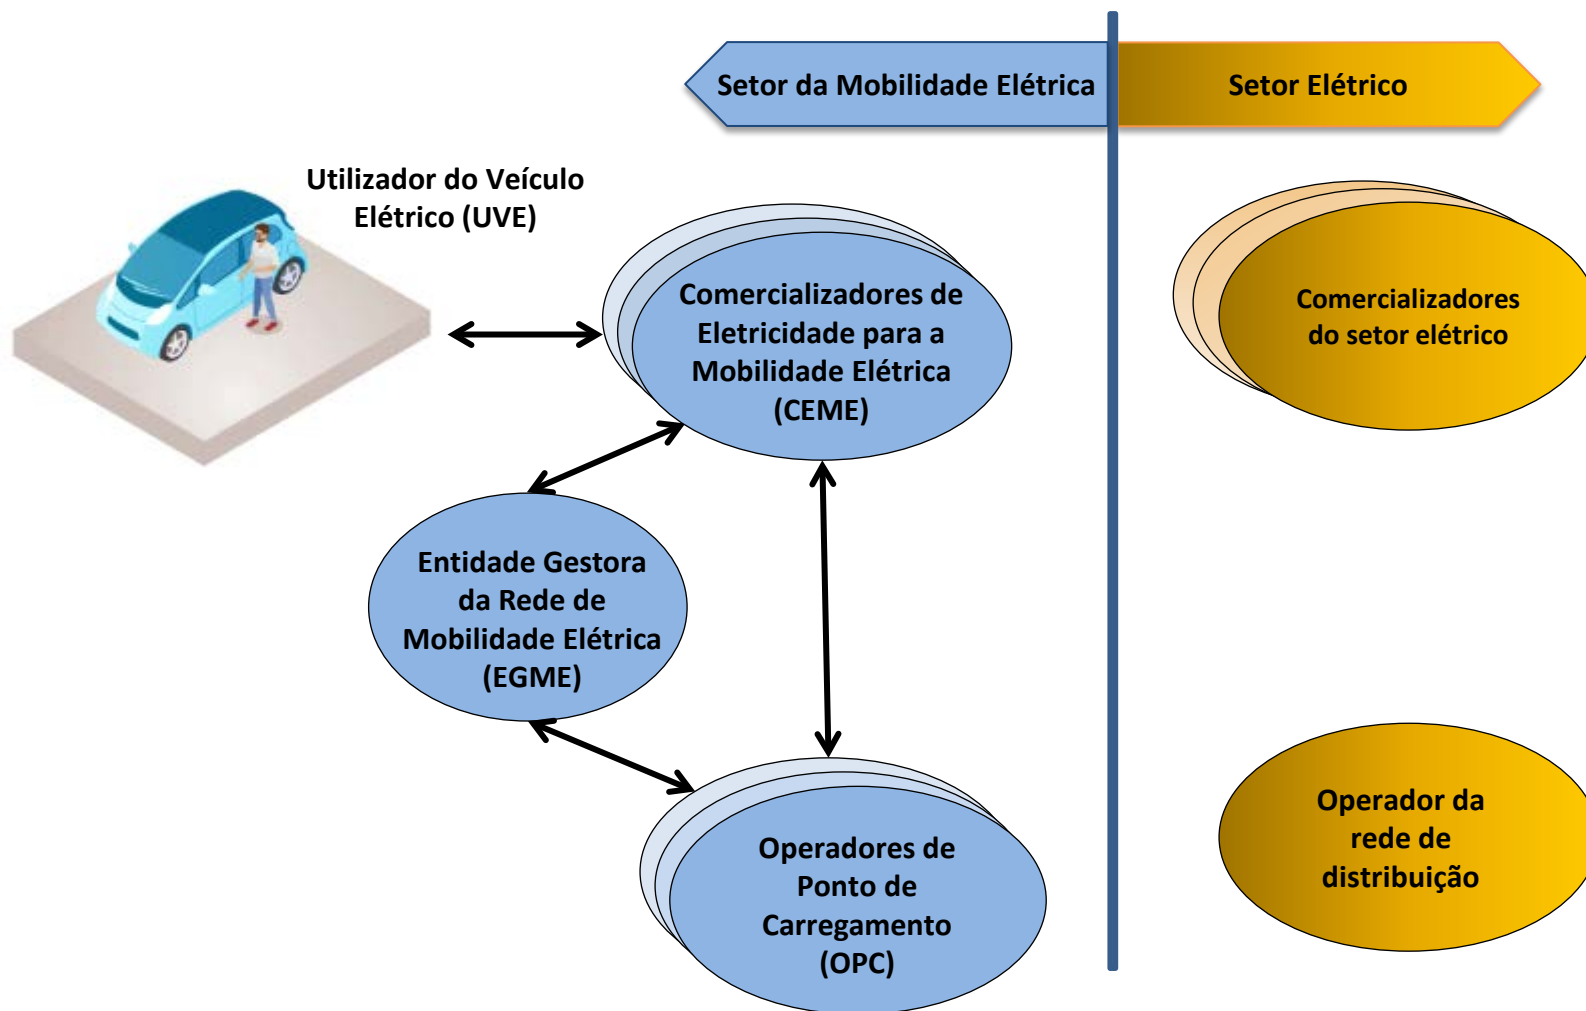 Setor da Mobilidade Elétrica
Setor Elétrico
Utilizador do Veículo
Elétrico (UVE)
Comercializadores de
Eletricidade para a
Mobilidade Elétrica
(CEME)
Comercializadores
do setor elétrico
Entidade Gestora
da Rede de
Mobilidade Elétrica
(EGME)
Operadores de
Ponto de
Carregamento
(OPC)
Operador da
rede de
distribuição